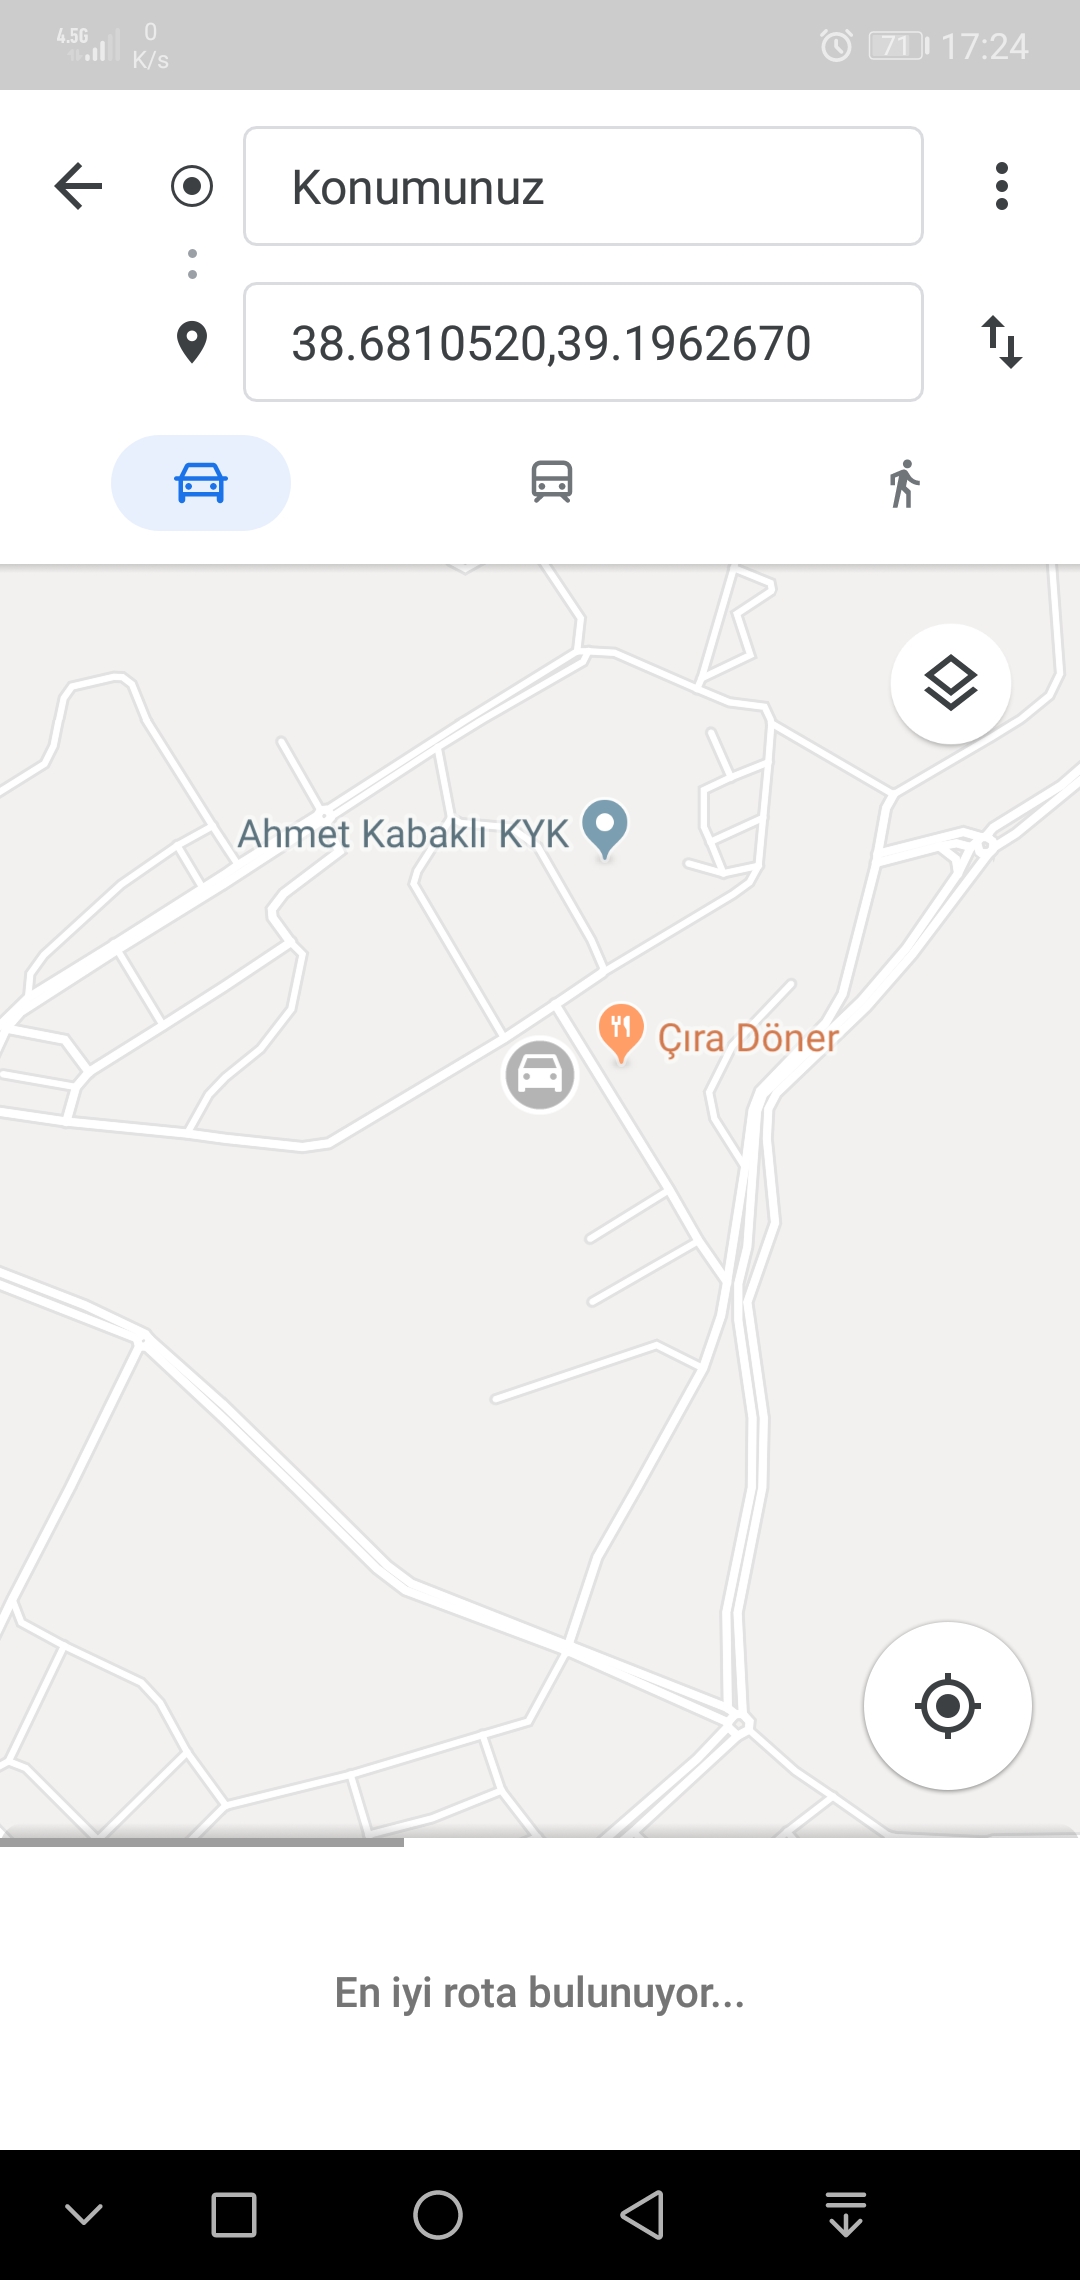 4.5G
0
K/s
71
17:24
Konumunuz
38.6810520,39.1962670
Ahmet Kabaklı KYK
Çıra Döner
En iyi rota bulunuyor...